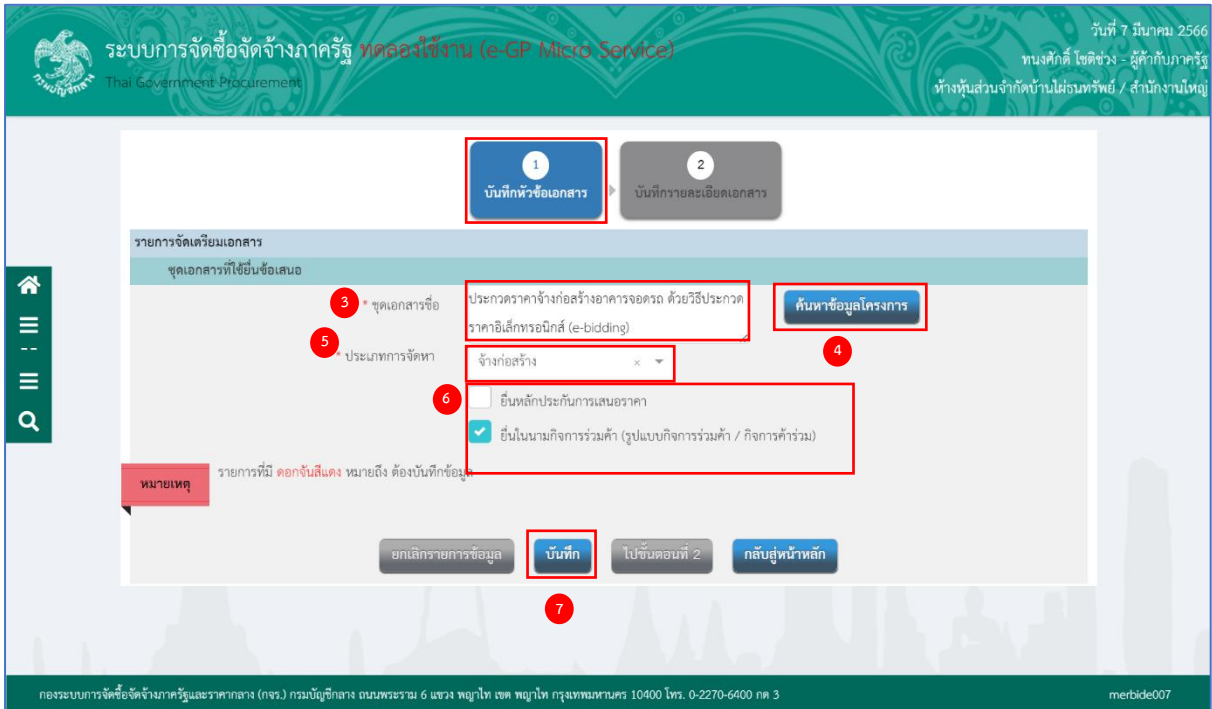 วันที่ 7 มีนาคม 2566
ระบบการจัดซื้อจัดจ้างภาครัฐ ทดลองใช้งาน (e-GP Micro Service)
ทนงศักดิ์ โชติช่วง - ผู้ค้ากับภาครัฐ
Thai Government Procurement
ห้างหุ้นส่วนจำกัดบ้านไผ่ธนทรัพย์ / สำนักงานใหญ่
กรมบัญชีกลาง
1
2
บันทึกหัวข้อเอกสาร
บันทึกรายละเอียดเอกสาร
รายการจัดเตรียมเอกสาร
ชุดเอกสารที่ใช้ยื่นข้อเสนอ
3 * ชุดเอกสารชื่อ
ประกวดราคาจ้างก่อสร้างอาคารจอดรถ ด้วยวิธีประกวด
ราคาอิเล็กทรอนิกส์ (e-bidding)
ค้นหาข้อมูลโครงการ
4
5 * ประเภทการจัดหา
จ้างก่อสร้าง × 
6 ยื่นหลักประกันการเสนอราคา
ยื่นในนามกิจการร่วมค้า (รูปแบบกิจการร่วมค้า / กิจการค้าร่วม)
หมายเหตุ
รายการที่มี ดอกจันสีแดง หมายถึง ต้องบันทึกข้อมูล
ยกเลิกรายการข้อมูล
บันทึก
ไปขั้นตอนที่ 2
กลับสู่หน้าหลัก
7
กองระบบการจัดซื้อจัดจ้างภาครัฐและราคากลาง (กจร.) กรมบัญชีกลาง ถนนพระราม 6 แขวง พญาไท เขต พญาไท กรุงเทพมหานคร 10400 โทร. 0-2270-6400 กด 3
merbide007